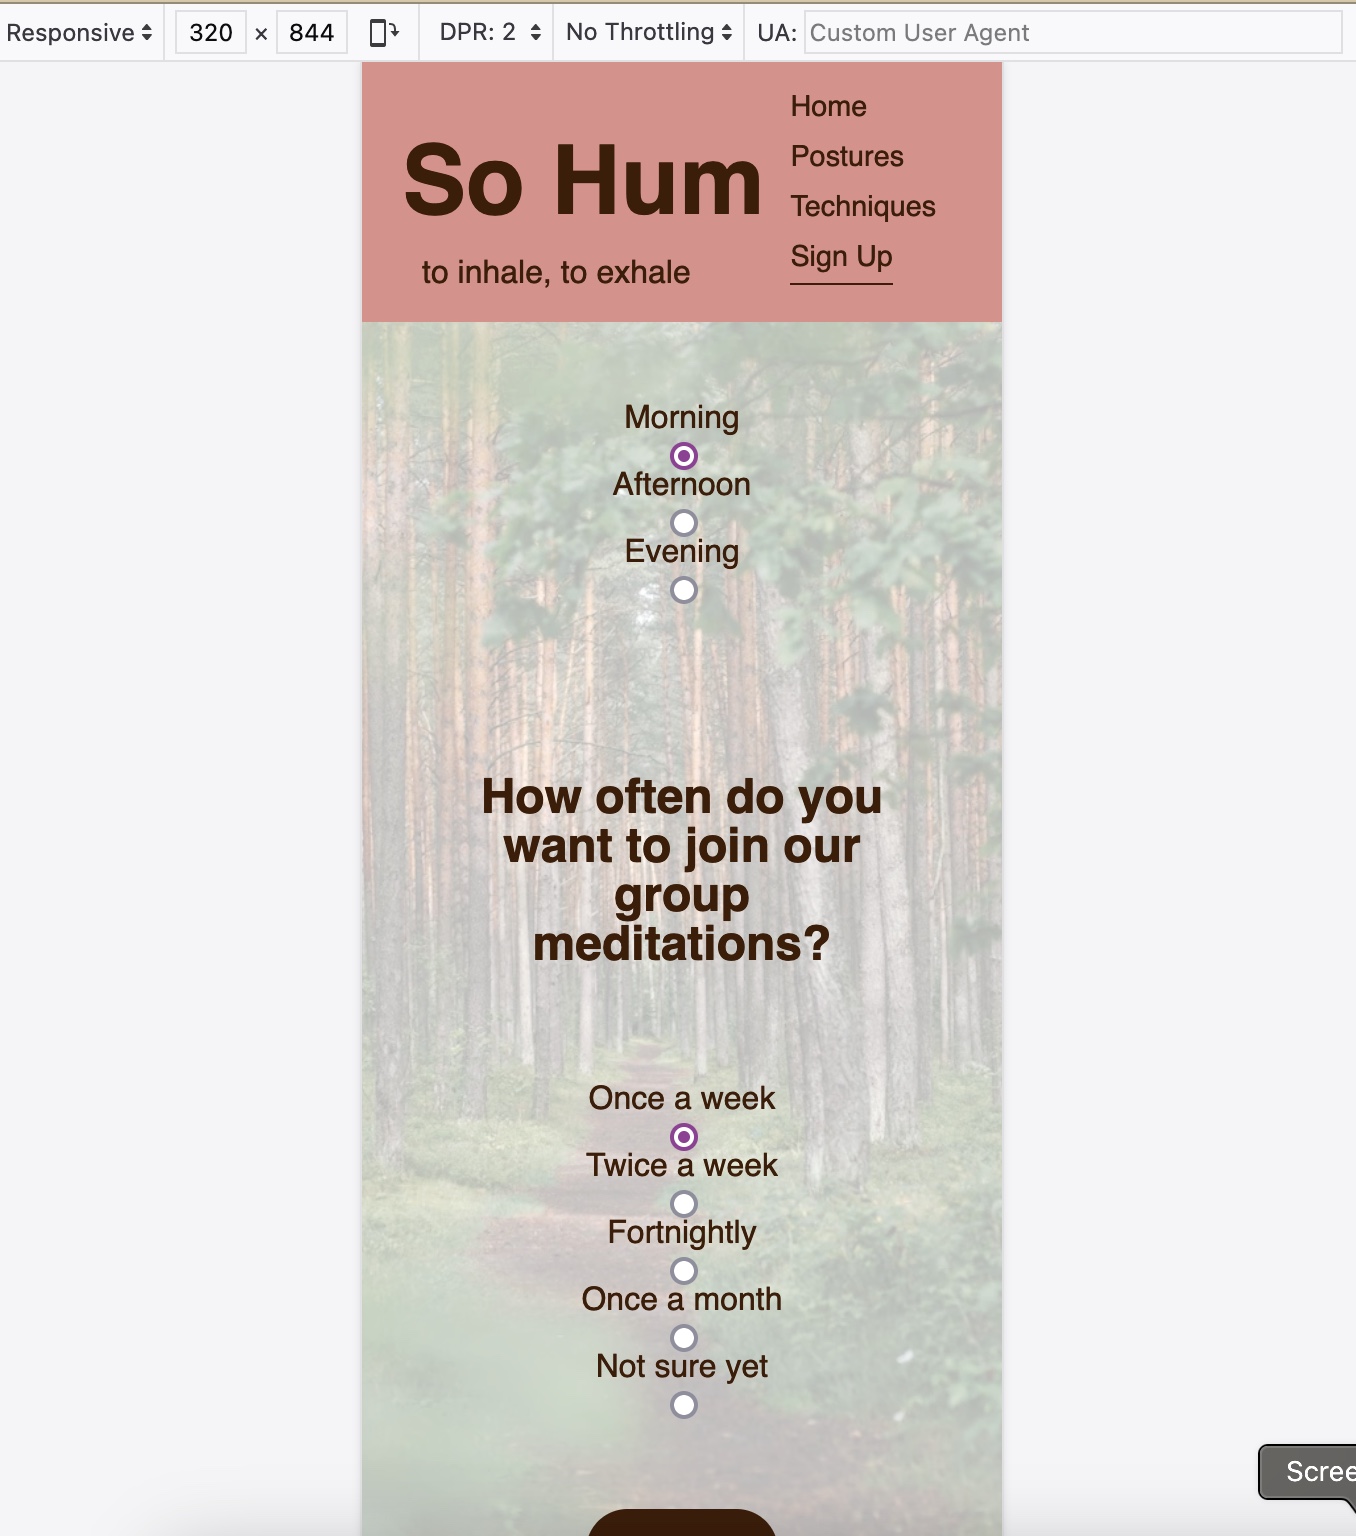 Responsive 320 × 844 DPR: 2 No Throttling UA: Custom User Agent
So Hum
to inhale, to exhale
Home
Postures
Techniques
Sign Up
Morning
Afternoon
Evening
How often do you
want to join our
group
meditations?
Once a week
Twice a week
Fortnightly
Once a month
Not sure yet
Scree